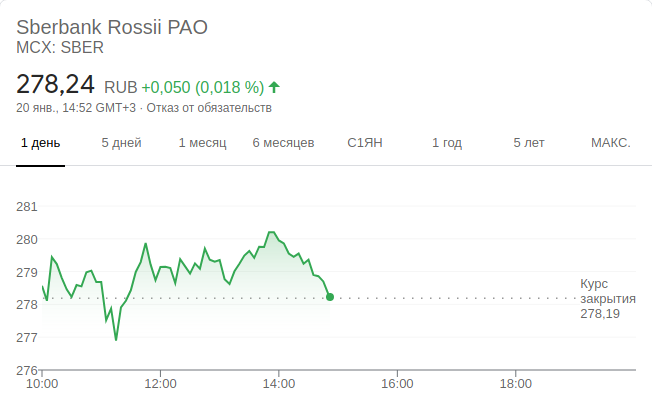 Sberbank Rossii PAO
MCX: SBER
278,24 RUB +0,050 (0,018 %)
20 янв., 14:52 GMT+3 · Отказ от обязательств
1 день 5 дней 1 месяц 6 месяцев С1ЯН 1 год 5 лет МАКС.
281
280
279
278
277
276
Курс
закрытия
278,19
10:00 12:00 14:00 16:00 18:00